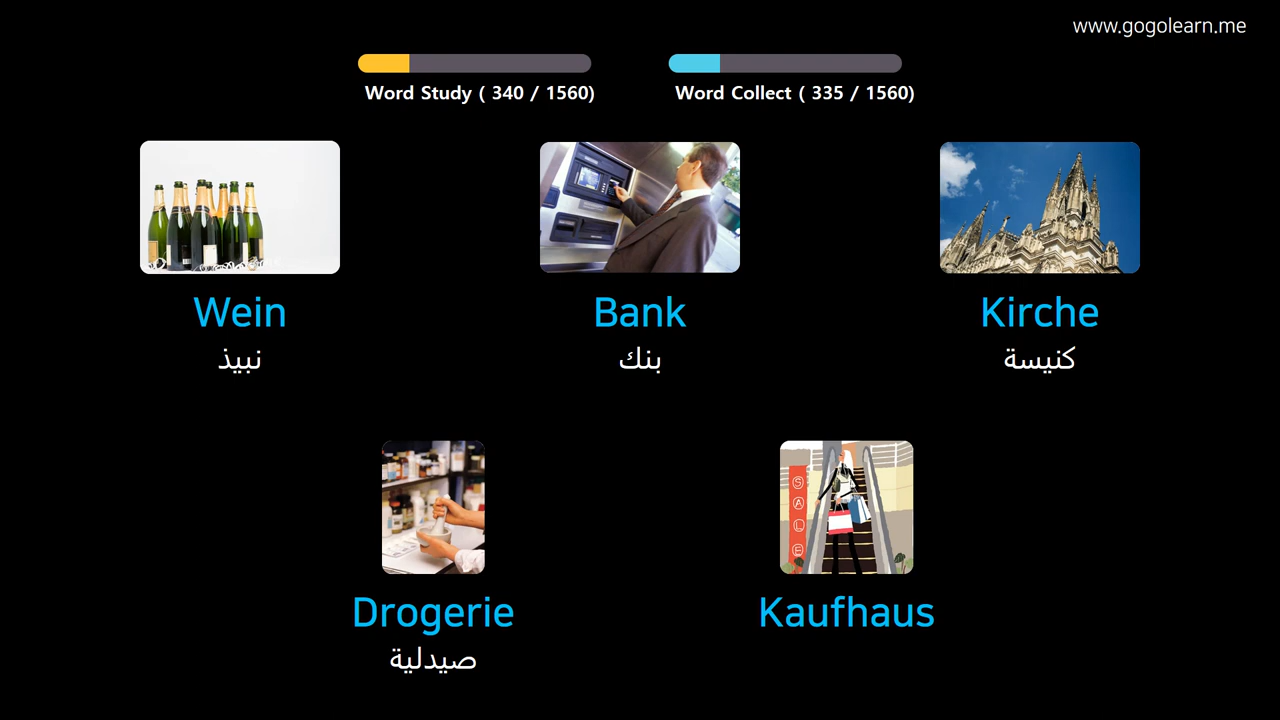 www.gogolearn.me
Word Study ( 340 / 1560)
Word Collect ( 335 / 1560)
Wein
نبيذ
Bank
بنك
Kirche
كنيسة
SALE
Drogerie
صيدلية
Kaufhaus